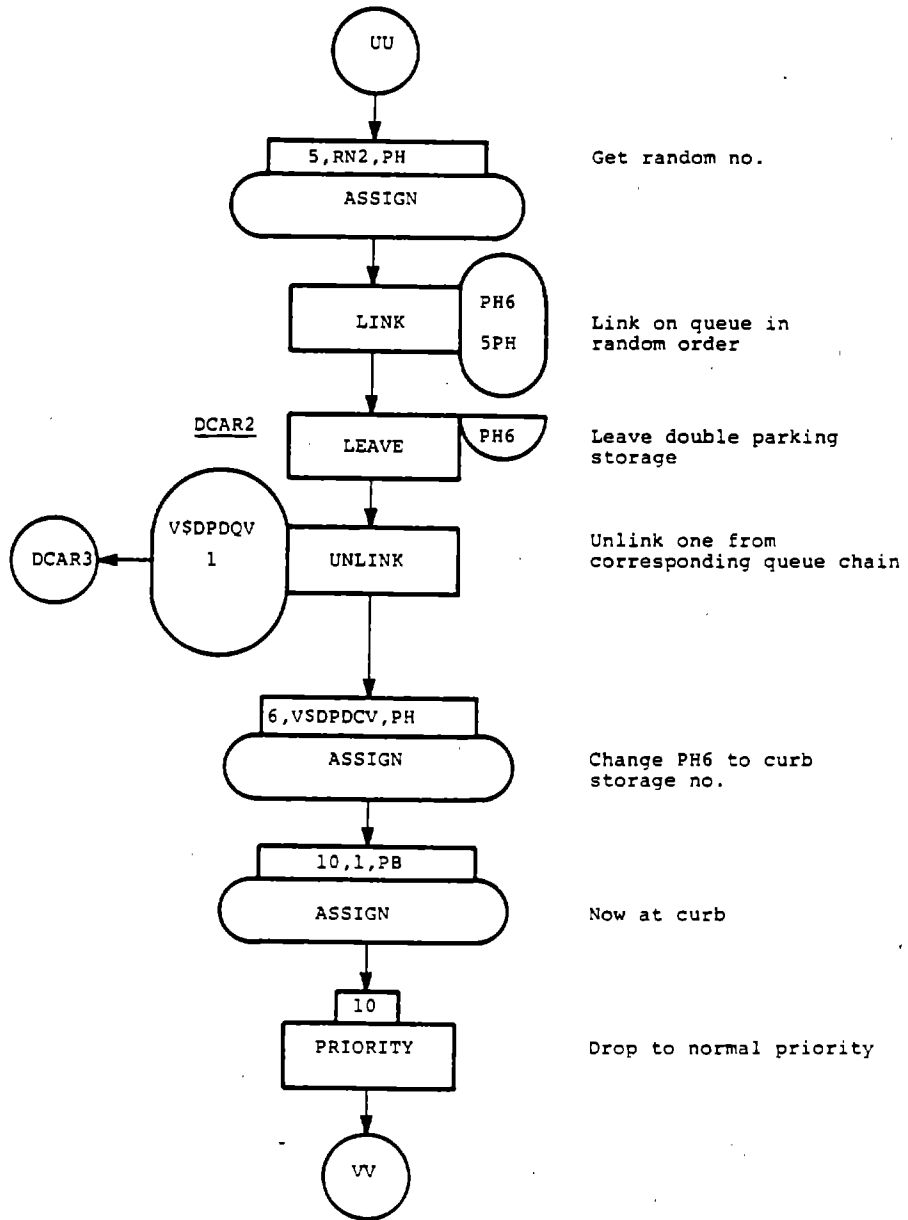 UU
5,RN2,PH
ASSIGN
Get random no.
LINK
PH6
5PH
Link on queue in
random order
DCAR2
LEAVE
PH6
Leave double parking
storage
DCAR3
V$DPDQV
1
UNLINK
Unlink one from
corresponding queue chain
6,V$DPDCV,PH
ASSIGN
Change PH6 to curb
storage no.
10,1,PB
ASSIGN
Now at curb
10
PRIORITY
Drop to normal priority
VV